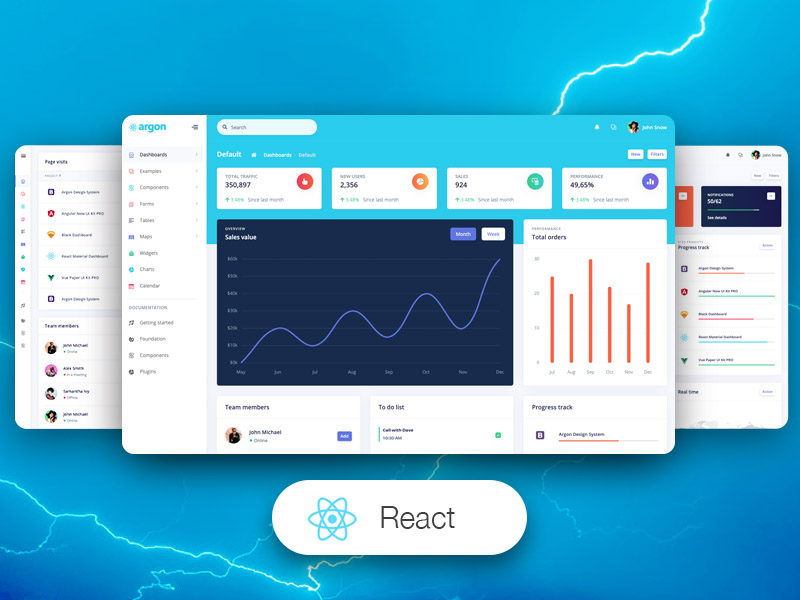 argon
Search
John Snow
Dashboards
Examples
Components
Forms
Tables
Maps
Widgets
Charts
Calendar
DOCUMENTATION
Getting started
Foundation
Components
Plugins
Default
Dashboards
Default
New
Filters
TOTAL TRAFFIC
350,897
3.48% Since last month
NEW USERS
2,356
3.48% Since last month
SALES
924
3.48% Since last month
PERFORMANCE
49,65%
3.48% Since last month
OVERVIEW
Sales value
Month
Week
$60k
$50k
$40k
$30k
$20k
$10k
$0k
May Jun Jul Aug Sep Oct Nov Dec
PERFORMANCE
Total orders
30
20
10
0
Jul Aug Sep Oct Nov Dec
Team members
John Michael
Online
Add
To do list
Call with Dave
10:30 AM
Progress track
B
Argon Design System
Page visits
PROJECT
Argon Design System
Angular Now UI Kit PRO
Black Dashboard
React Material Dashboard
Vue Paper UI Kit PRO
Argon Design System
Team members
John Michael
Online
Alex Smith
In a meeting
Samantha Ivy
Offline
John Michael
Online
John Snow
New
Filters
NOTIFICATIONS
50/62
See details
Progress track
Action
Argon Design System
Angular Now UI Kit PRO
Black Dashboard
React Material Dashboard
Vue Paper UI Kit PRO
Real time
Action
React